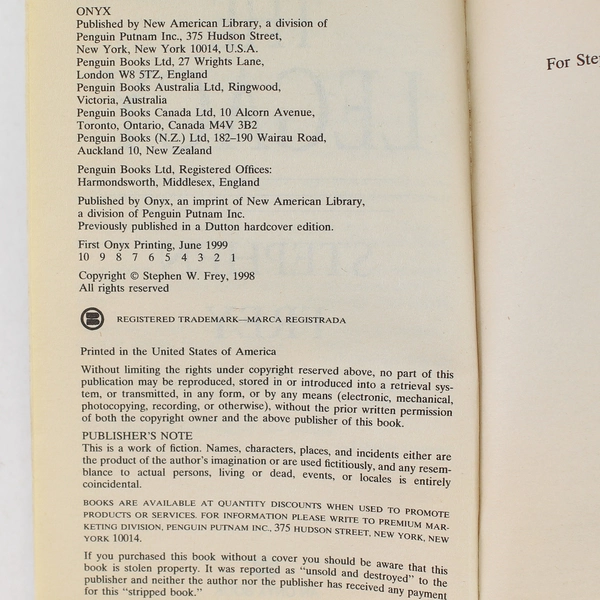 ONYX
Published by New American Library, a division of
Penguin Putnam Inc., 375 Hudson Street,
New York, New York 10014, U.S.A.
Penguin Books Ltd, 27 Wrights Lane,
London W8 5TZ, England
Penguin Books Australia Ltd, Ringwood,
Victoria, Australia
Penguin Books Canada Ltd, 10 Alcorn Avenue,
Toronto, Ontario, Canada M4V 3B2
Penguin Books (N.Z.) Ltd, 182–190 Wairau Road,
Auckland 10, New Zealand
Penguin Books Ltd, Registered Offices:
Harmondsworth, Middlesex, England
Published by Onyx, an imprint of New American Library,
a division of Penguin Putnam Inc.
Previously published in a Dutton hardcover edition.
First Onyx Printing, June 1999
10 9 8 7 6 5 4 3 2 1
Copyright © Stephen W. Frey, 1998
All rights reserved
REGISTERED TRADEMARK—MARCA REGISTRADA
Printed in the United States of America
Without limiting the rights under copyright reserved above, no part of this
publication may be reproduced, stored in or introduced into a retrieval sys-
tem, or transmitted, in any form, or by any means (electronic, mechanical,
photocopying, recording, or otherwise), without the prior written permission
of both the copyright owner and the above publisher of this book.
PUBLISHER'S NOTE
This is a work of fiction. Names, characters, places, and incidents either are
the product of the author's imagination or are used fictitiously, and any resem-
blance to actual persons, living or dead, events, or locales is entirely
coincidental.
BOOKS ARE AVAILABLE AT QUANTITY DISCOUNTS WHEN USED TO PROMOTE
PRODUCTS OR SERVICES. FOR INFORMATION PLEASE WRITE TO PREMIUM MAR-
KETING DIVISION, PENGUIN PUTNAM INC., 375 HUDSON STREET, NEW YORK, NEW
YORK 10014.
If you purchased this book without a cover you should be aware that this
book is stolen property. It was reported as "unsold and destroyed" to the
publisher and neither the author nor the publisher has received any payment
for this "stripped book."
For Ste